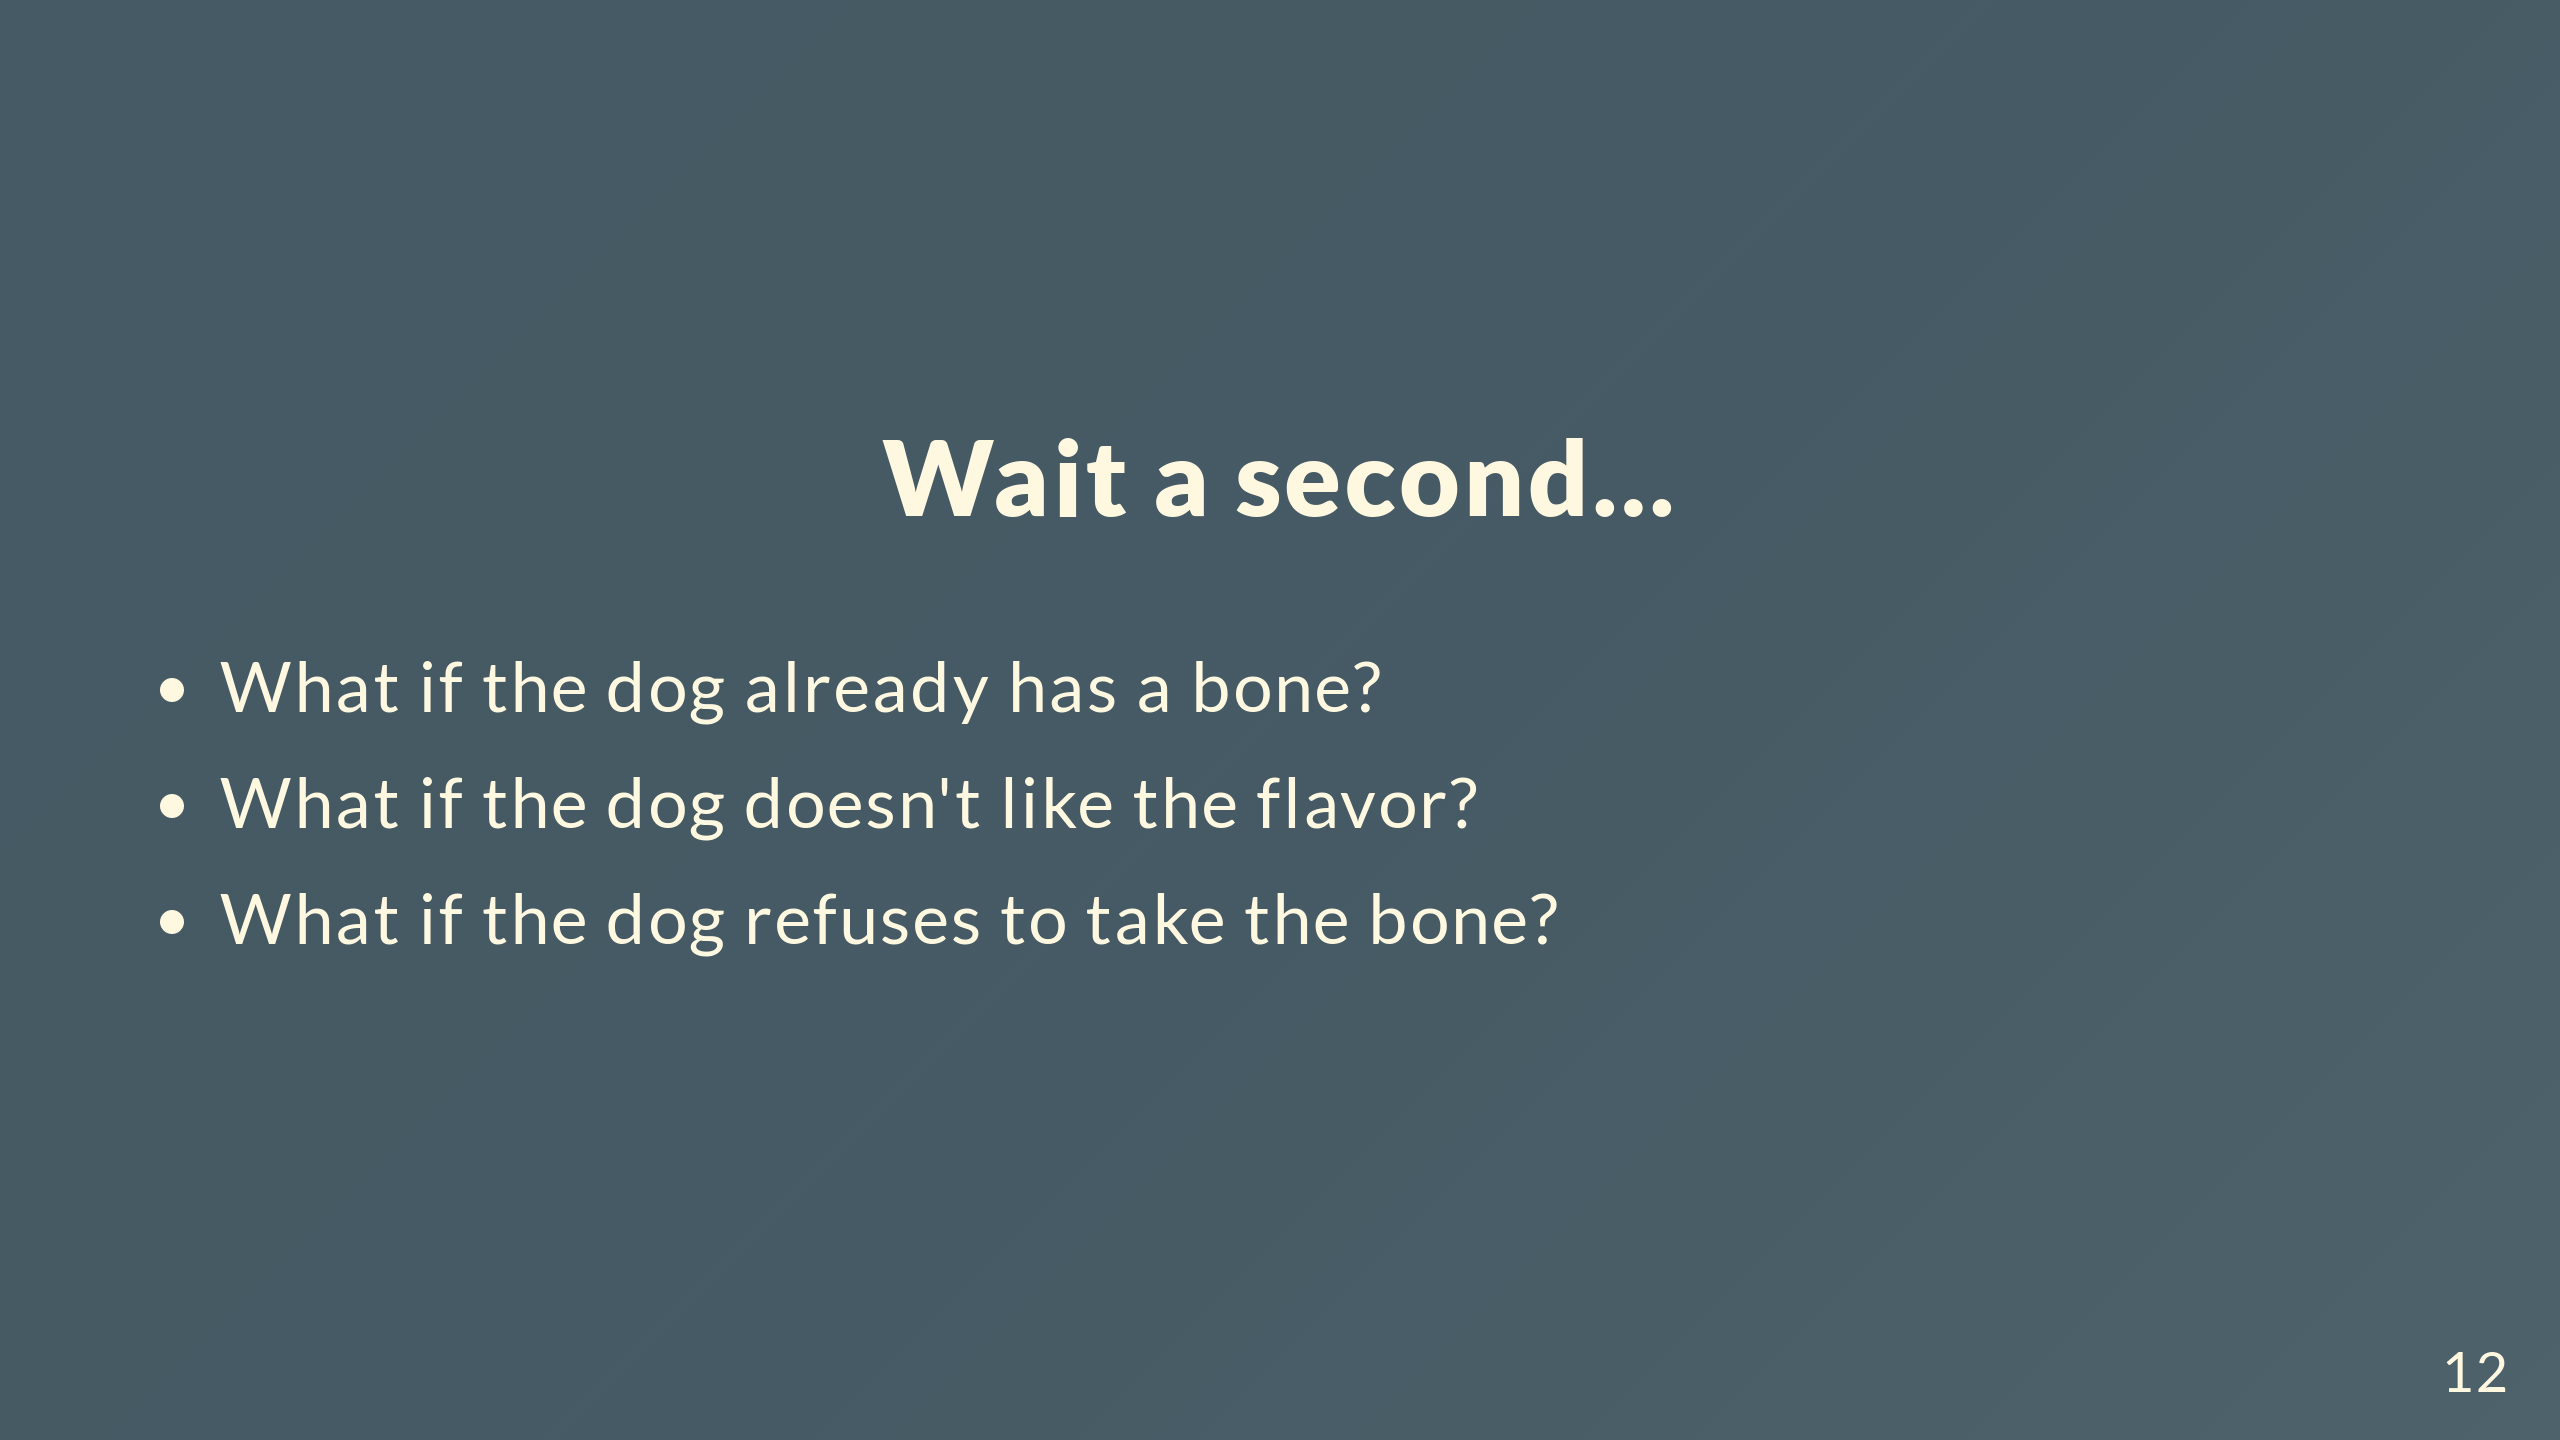 Wait a second...
• What if the dog already has a bone?
• What if the dog doesn't like the flavor?
• What if the dog refuses to take the bone?
12